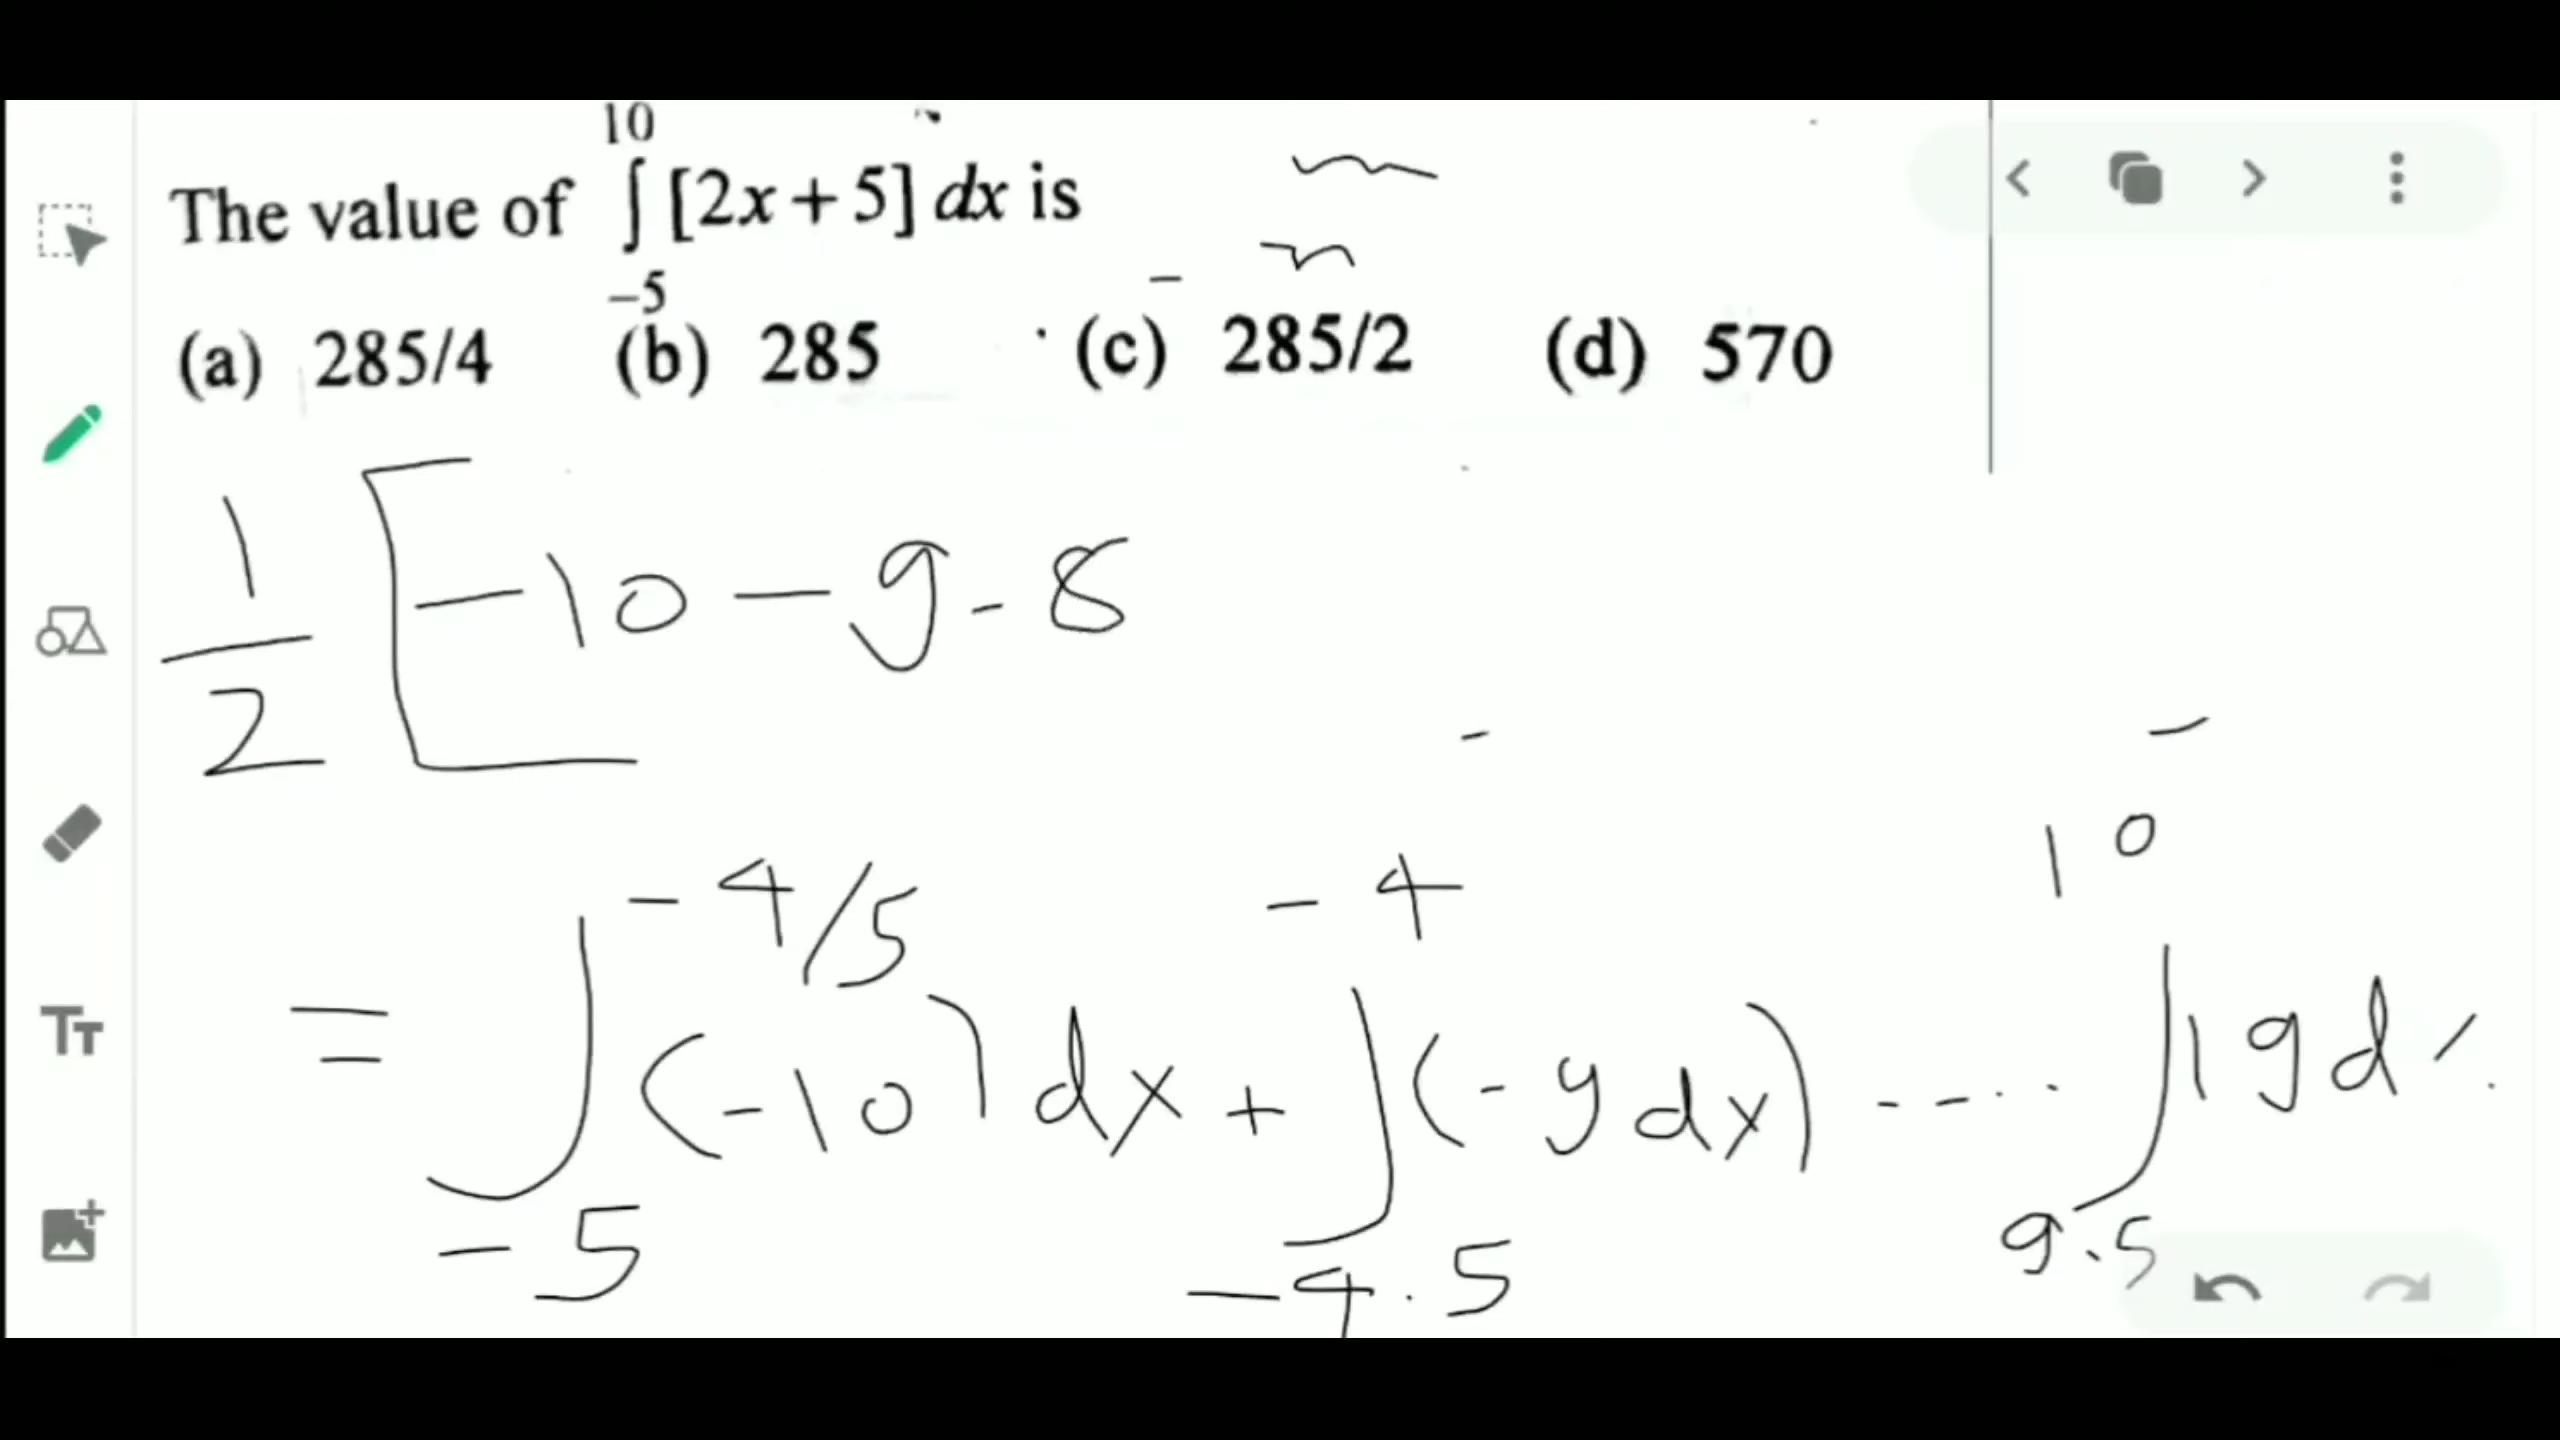 The value of ∫ [2x + 5] dx is
10
–5
(a) 285/4 (b) 285 (c) 285/2 (d) 570
1/2 [ -10 - 9 - 8
= ∫ (-10) dx + ∫ (-9 dx) - - . . . ∫ 19 d
-4/5 -4 10
-5 -4.5 9.5
Tт